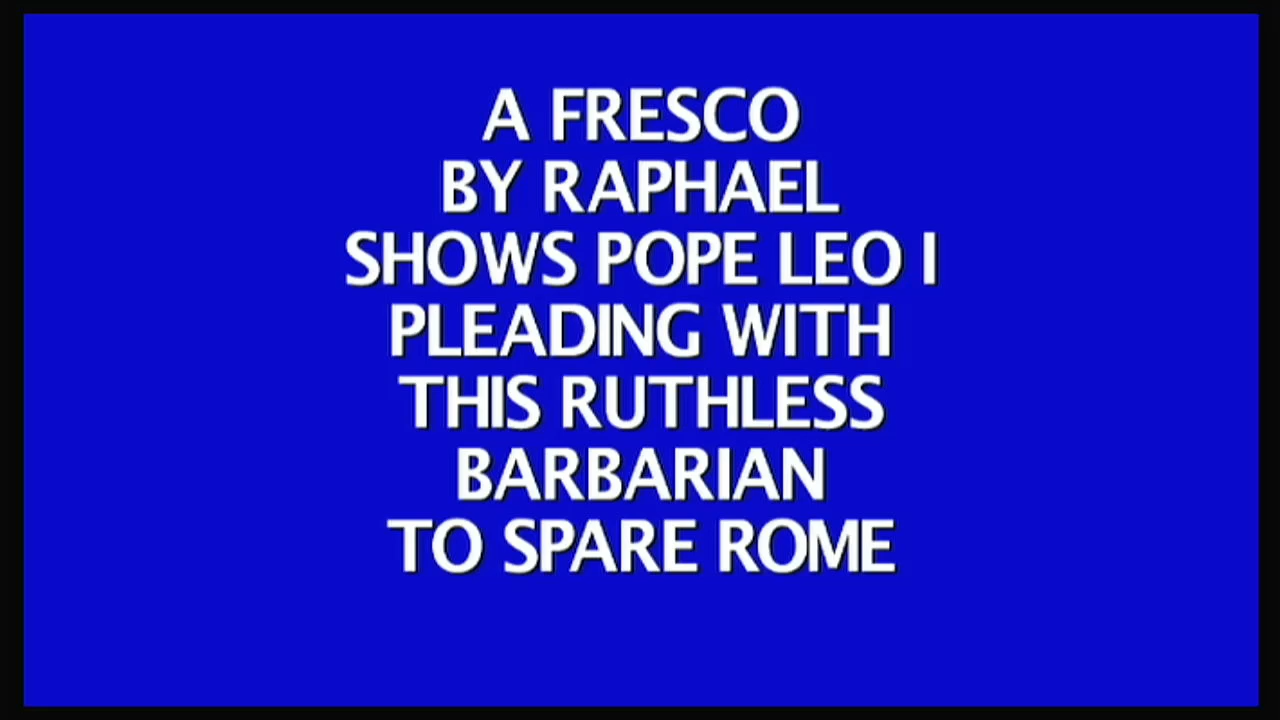 A FRESCO
BY RAPHAEL
SHOWS POPE LEO I
PLEADING WITH
THIS RUTHLESS
BARBARIAN
TO SPARE ROME